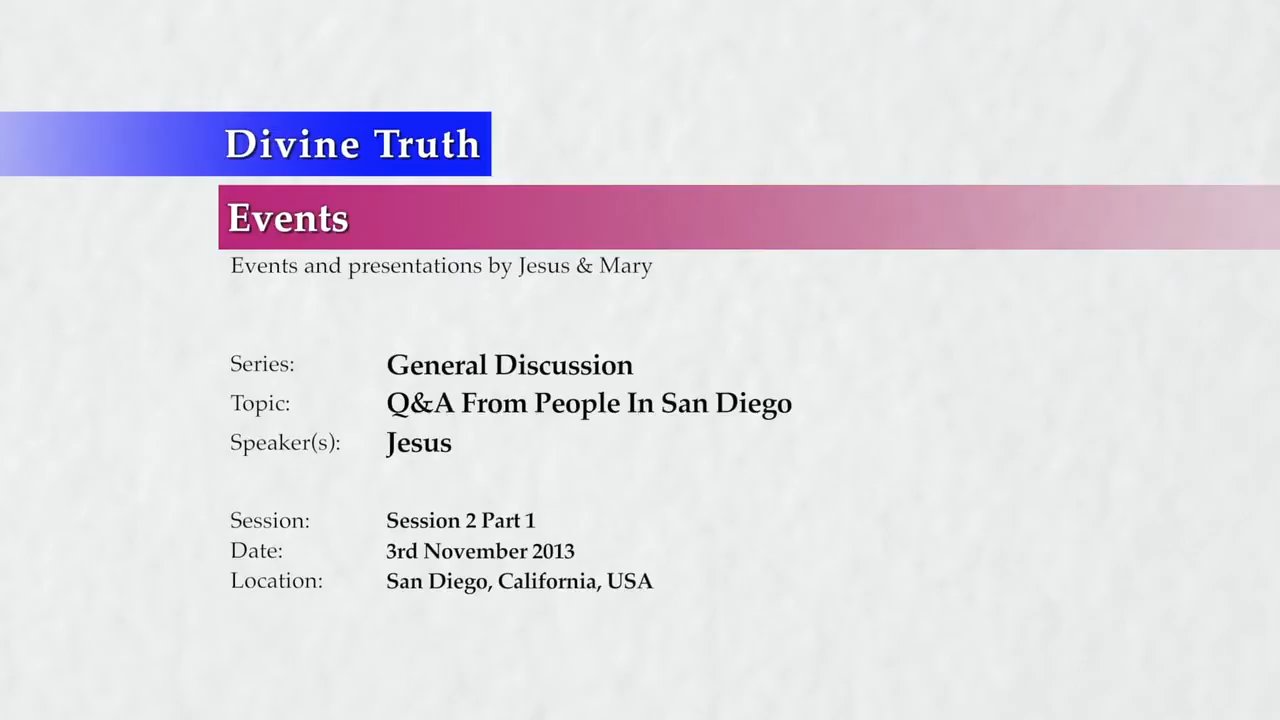 Divine Truth
Events
Events and presentations by Jesus & Mary
Series: General Discussion
Topic: Q&A From People In San Diego
Speaker(s): Jesus
Session: Session 2 Part 1
Date: 3rd November 2013
Location: San Diego, California, USA